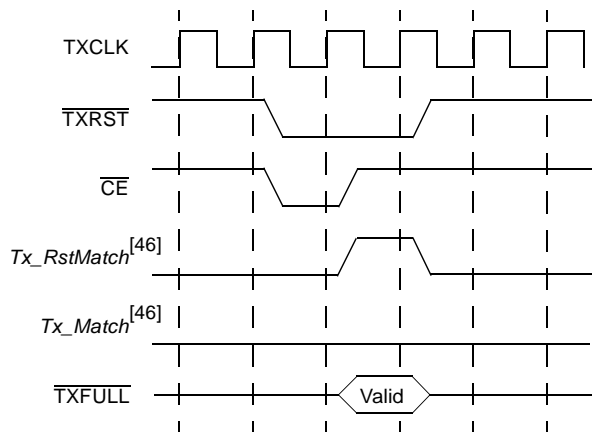 TXCLK
TXRST
CE
Tx_RstMatch[46]
Tx_Match[46]
TXFULL
Valid